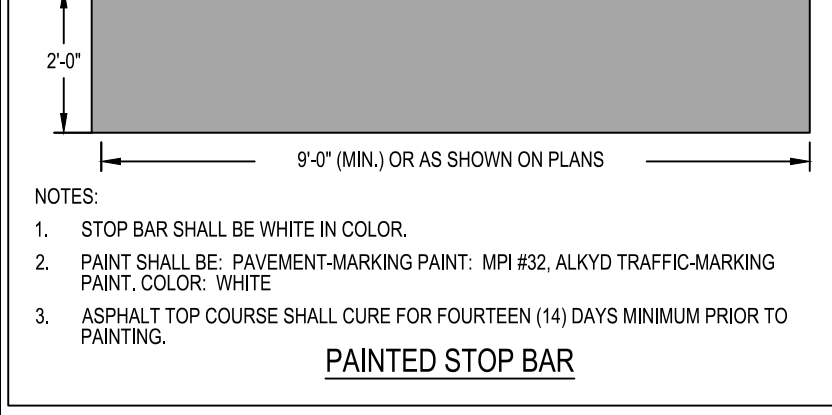 2'-0"
9'-0" (MIN.) OR AS SHOWN ON PLANS
NOTES:
1. STOP BAR SHALL BE WHITE IN COLOR.
2. PAINT SHALL BE: PAVEMENT-MARKING PAINT: MPI #32, ALKYD TRAFFIC-MARKING
PAINT. COLOR: WHITE
3. ASPHALT TOP COURSE SHALL CURE FOR FOURTEEN (14) DAYS MINIMUM PRIOR TO
PAINTING.
PAINTED STOP BAR